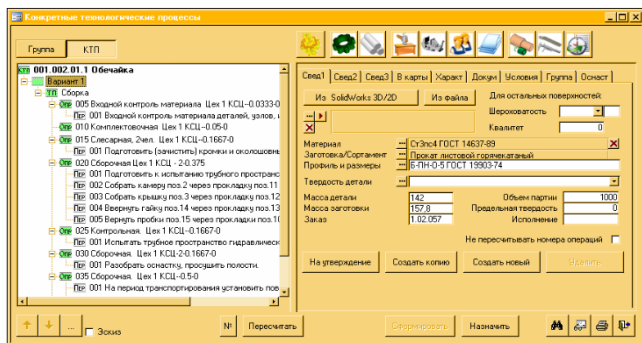 Конкретные технологические процессы
Группа КТП
КТП 001.002.01.1 Обечайка
Вариант 1
ТП Сборка
Опр 005 Входной контроль материала Цех 1 КСЦ-0.0333-0
Пер 001 Входной контроль материала деталей, узлов, и
Опр 010 Комплектовочная Цех 1 КСЦ-0.05-0
Опр 015 Слесарная, 2чел. Цех 1 КСЦ-0.1667-0
Пер 001 Подготовить (зачистить) кромки и околошовны
Опр 020 Сборочная Цех 1 КСЦ - 2-0.375
Пер 001 Подготовить к испытанию трубного пространс
Пер 002 Собрать камеру поз.2 через прокладку поз.11
Пер 003 Собрать крышку поз.3 через прокладку поз.12
Пер 004 Ввернуть гайку поз.14 через прокладку поз.13
Пер 005 Вернуть пробки поз.15 через прокладки поз.1
Опр 025 Контрольная. Цех 1 КСЦ-0.1667-0
Пер 001 Испытать трубное пространство гидравлическ
Опр 030 Сборочная. Цех 1 КСЦ-2-0.1667-0
Пер 001 Разобрать оснастку, просушить полости.
Опр 035 Сборочная. Цех 1 КСЦ-0.5-0
Пер 001 На период транспортирования установить пов
... Эскиз № Пересчитать
Свед1 Свед2 Свед3 В карты Характ Докум Условия Группа Оснаст
Из SolidWorks 3D/2D Из файла Для остальных поверхностей:
Шероховатость
Квалитет 0
Материал ... Ст3пс4 ГОСТ 14637-89
Заготовка/Сортамент ... Прокат листовой горячекатаный
Профиль и размеры ... Б-ПН-О-5 ГОСТ 19903-74
Твердость детали ...
Масса детали 142 Объем партии 1000
Масса заготовки 157,8 Предельная твердость 0
Заказ 1.02.057 Исполнение
Не пересчитывать номера операций
На утверждение Создать копию Создать новый Удалить
Сформировать Назначить